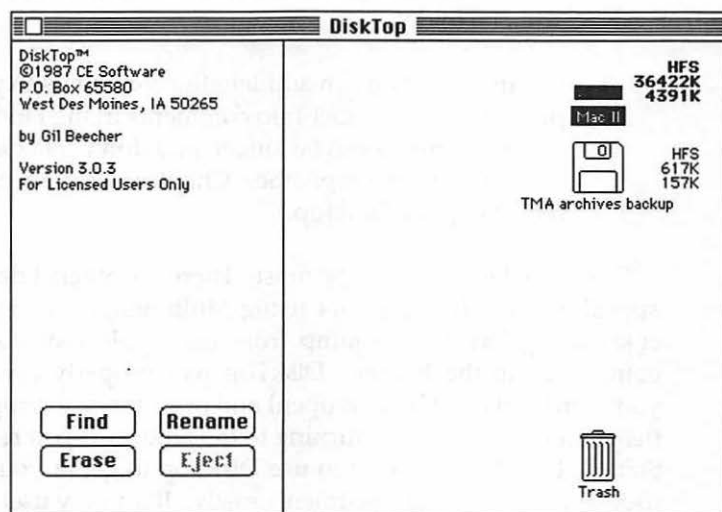 DiskTop
DiskTop™
©1987 CE Software
P.O. Box 65580
West Des Moines, IA 50265
by Gil Beecher
Version 3.0.3
For Licensed Users Only
Find
Rename
Erase
Eject
HFS
36422K
4391K
Mac II
0
HFS
617K
157K
TMA archives backup
Trash